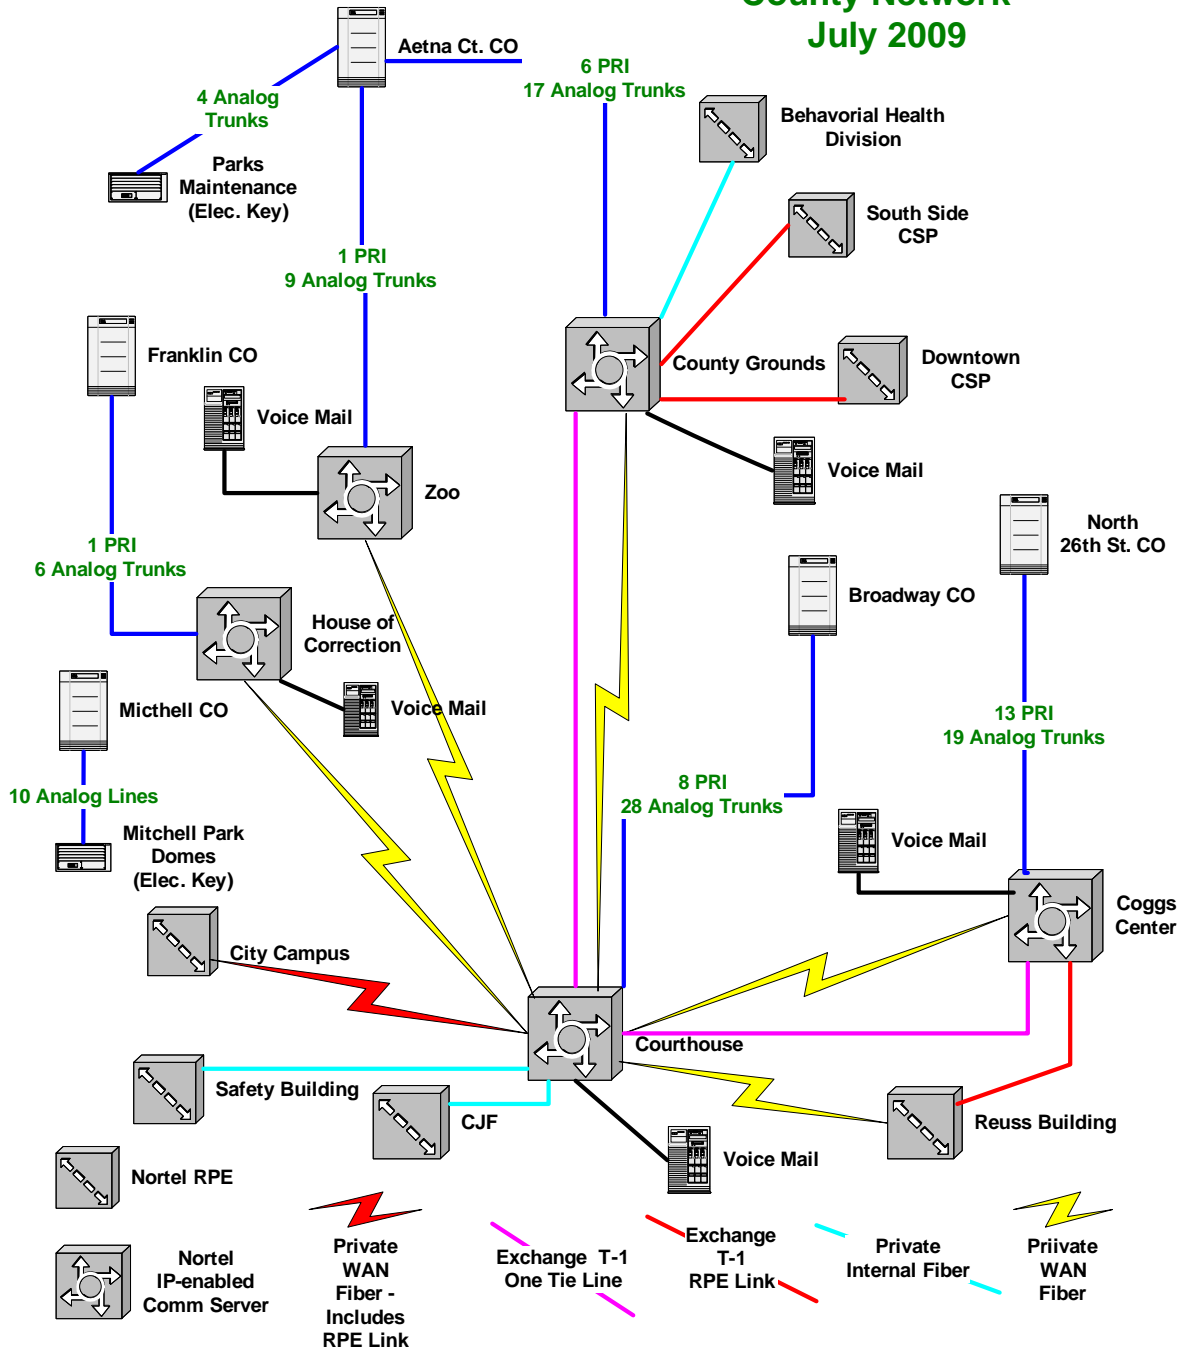 County Network
July 2009
Aetna Ct. CO
6 PRI
17 Analog Trunks
4 Analog
Trunks
Behavorial Health
Division
Parks
Maintenance
(Elec. Key)
South Side
CSP
1 PRI
9 Analog Trunks
Franklin CO
County Grounds
Downtown
CSP
Voice Mail
Voice Mail
Zoo
North
26th St. CO
1 PRI
6 Analog Trunks
Broadway CO
House of
Correction
Micthell CO
Voice Mail
13 PRI
19 Analog Trunks
10 Analog Lines
8 PRI
28 Analog Trunks
Mitchell Park
Domes
(Elec. Key)
Voice Mail
Coggs
Center
City Campus
Courthouse
Safety Building
CJF
Reuss Building
Voice Mail
Nortel RPE
Nortel
IP-enabled
Comm Server
Private
WAN
Fiber -
Includes
RPE Link
Exchange T-1
One Tie Line
Exchange
T-1
RPE Link
Private
Internal Fiber
Priivate
WAN
Fiber